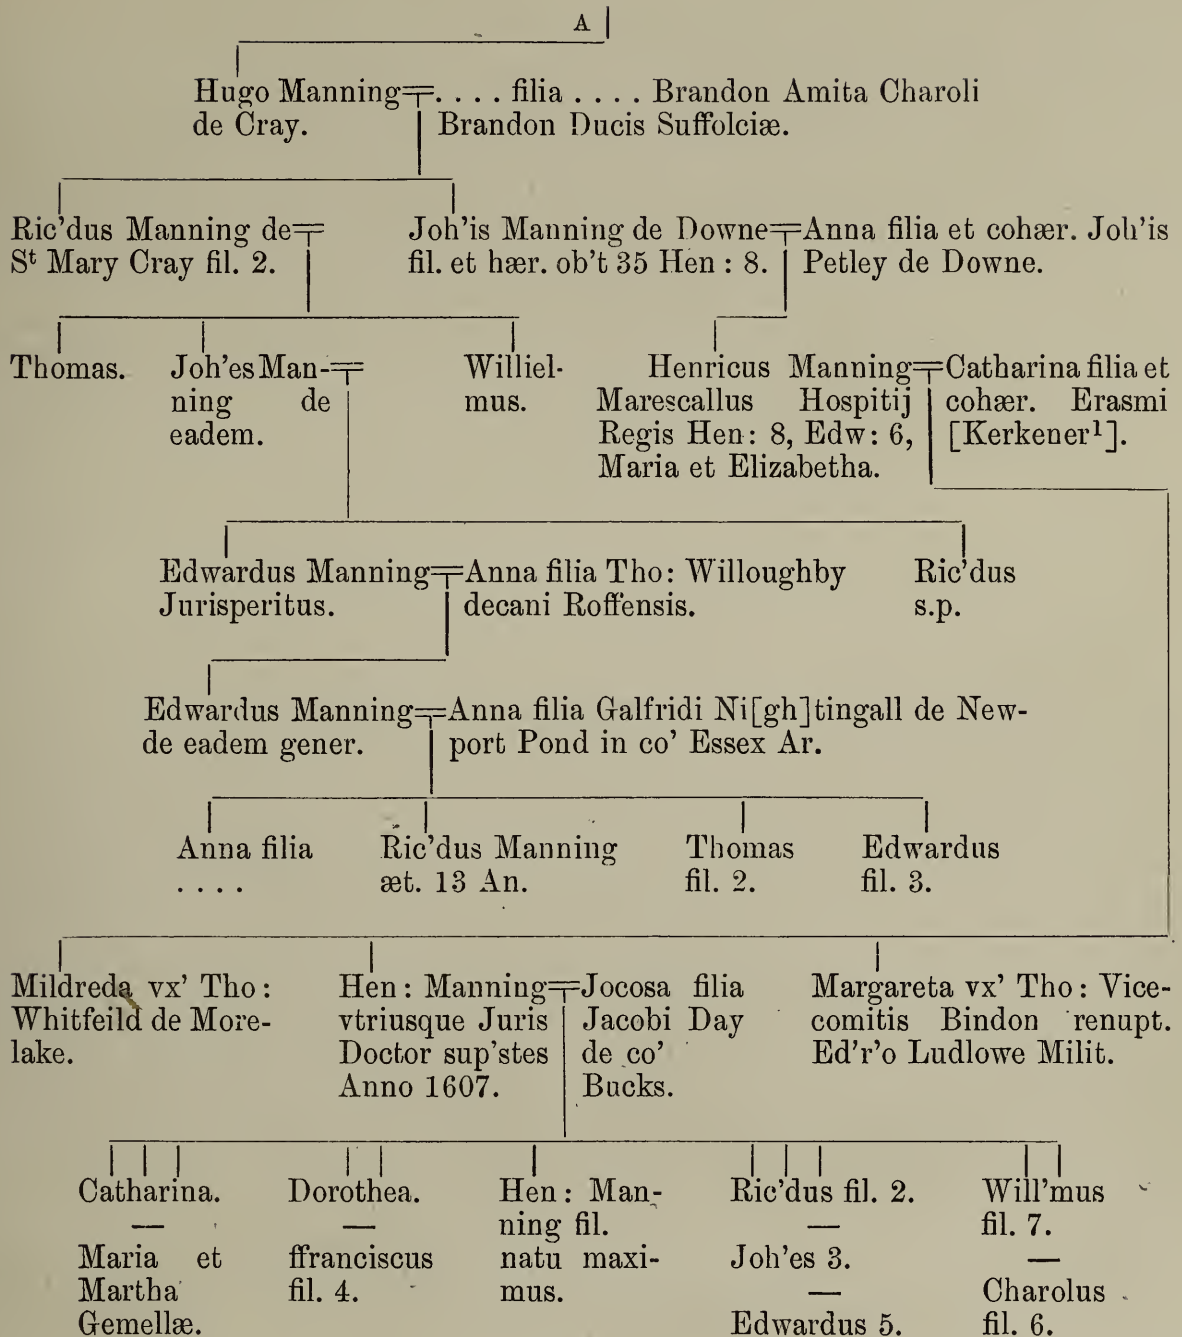 A
Hugo Manning
de Cray.
. . . . filia . . . . Brandon Amita Charoli
Brandon Ducis Suffolciæ.
Ric'dus Manning de
Sᵗ Mary Cray fil. 2.
Joh'is Manning de Downe
fil. et hær. ob't 35 Hen : 8.
Anna filia et cohær. Joh'is
Petley de Downe.
Thomas.
Joh'es Man-
ning de
eadem.
Williel-
mus.
Henricus Manning
Marescallus Hospitij
Regis Hen: 8, Edw: 6,
Maria et Elizabetha.
Catharina filia et
cohær. Erasmi
[Kerkener¹].
Edwardus Manning
Jurisperitus.
Anna filia Tho: Willoughby
decani Roffensis.
Ric'dus
s.p.
Edwardus Manning
de eadem gener.
Anna filia Galfridi Ni[gh]tingall de New-
port Pond in co' Essex Ar.
Anna filia
. . . .
Ric'dus Manning
æt. 13 An.
Thomas
fil. 2.
Edwardus
fil. 3.
Mildreda vx' Tho:
Whitfeild de More-
lake.
Hen: Manning
vtriusque Juris
Doctor sup'stes
Anno 1607.
Jocosa filia
Jacobi Day
de co'
Bucks.
Margareta vx' Tho: Vice-
comitis Bindon renupt.
Ed'r'o Ludlowe Milit.
Catharina.
—
Maria et
Martha
Gemellæ.
Dorothea.
—
ffranciscus
fil. 4.
Hen: Man-
ning fil.
natu maxi-
mus.
Ric'dus fil. 2.
—
Joh'es 3.
—
Edwardus 5.
Will'mus
fil. 7.
—
Charolus
fil. 6.